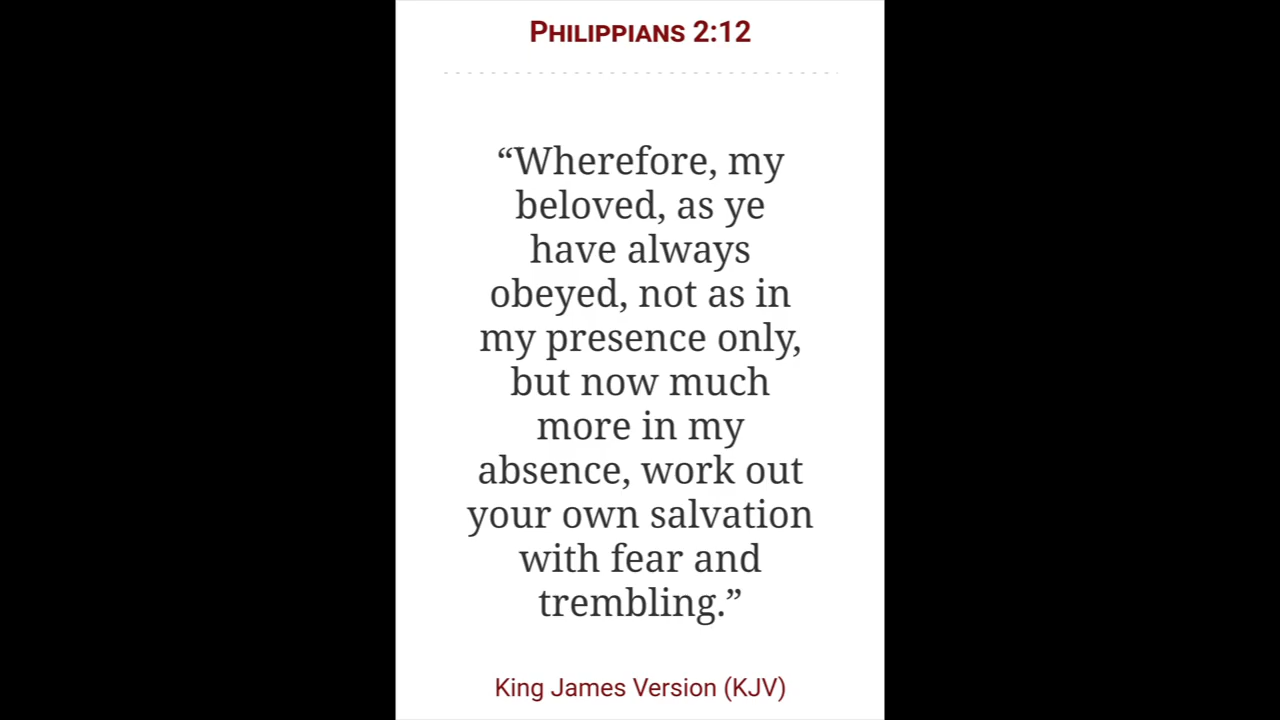 Philippians 2:12
“Wherefore, my
beloved, as ye
have always
obeyed, not as in
my presence only,
but now much
more in my
absence, work out
your own salvation
with fear and
trembling.”
King James Version (KJV)